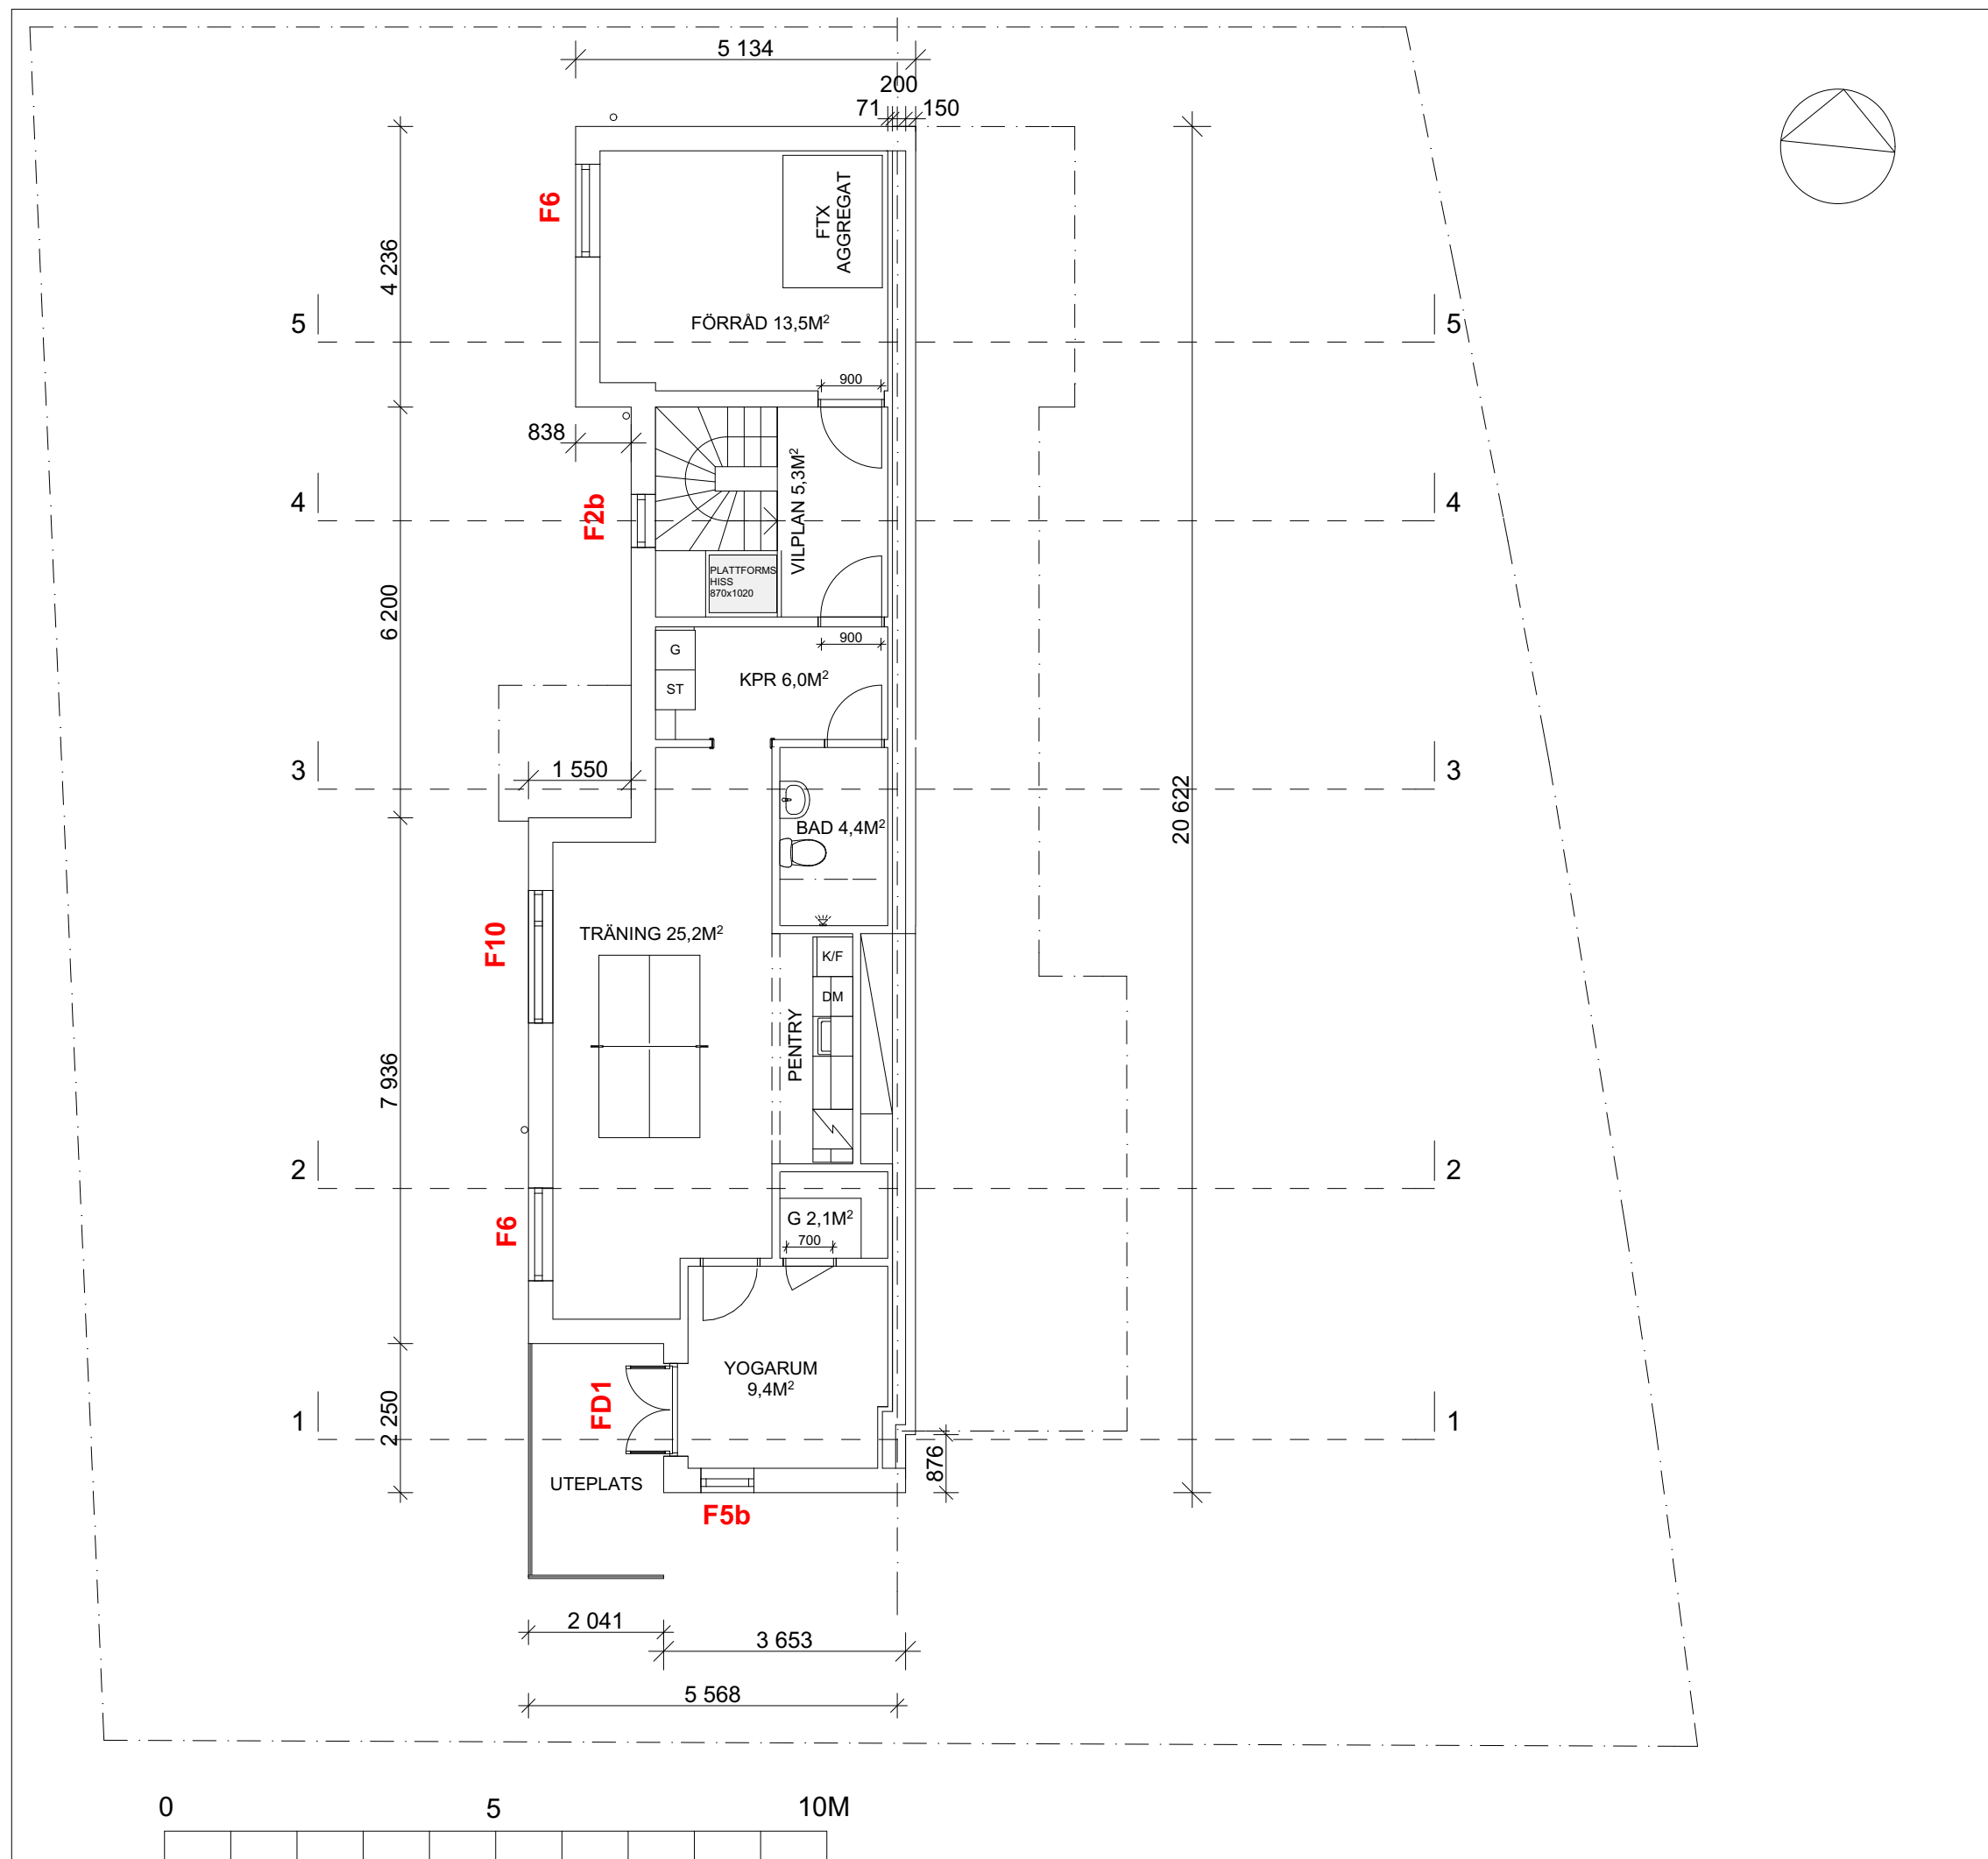 5 134
200
71
150
F6
FTX
AGGREGAT
4 236
FÖRRÅD 13,5M²
5
5
900
838
VILPLAN 5,3M²
4
4
F2b
PLATTFORMS
HISS
870x1020
6 200
900
G
KPR 6,0M²
ST
3
1 550
3
20 622
BAD 4,4M²
TRÄNING 25,2M²
F10
K/F
DM
PENTRY
7 936
2
2
F6
G 2,1M²
700
YOGARUM
9,4M²
FD1
2 250
1
1
876
UTEPLATS
F5b
2 041
3 653
5 568
0
5
10M